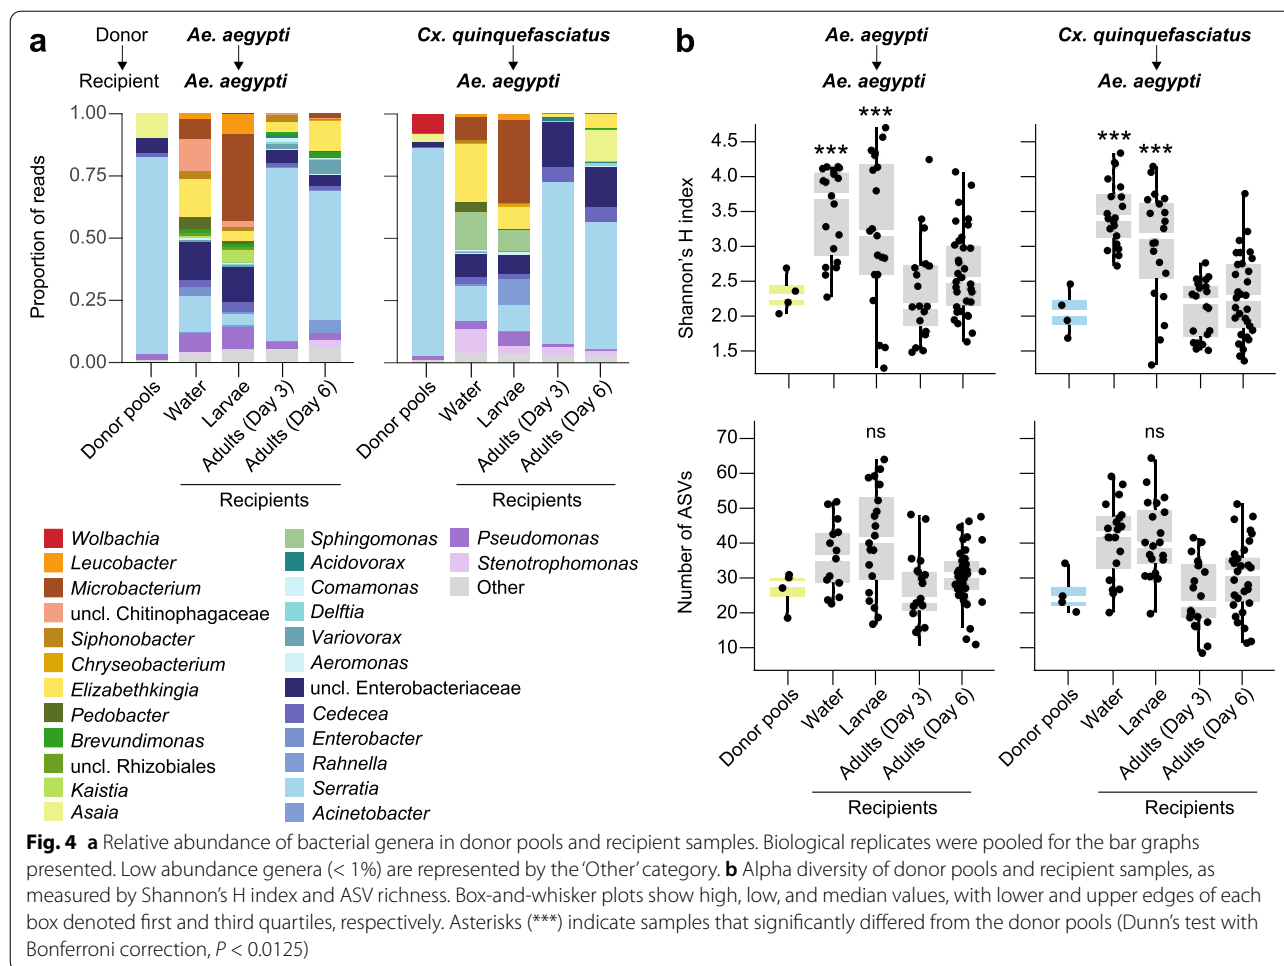 a
Donor
Recipient
Ae. aegypti
Ae. aegypti
Cx. quinquefasciatus
Ae. aegypti
Proportion of reads
1.00
0.75
0.50
0.25
0.00
Donor pools
Water
Larvae
Adults (Day 3)
Adults (Day 6)
Recipients
Donor pools
Water
Larvae
Adults (Day 3)
Adults (Day 6)
Recipients
Wolbachia
Leucobacter
Microbacterium
uncl. Chitinophagaceae
Siphonobacter
Chryseobacterium
Elizabethkingia
Pedobacter
Brevundimonas
uncl. Rhizobiales
Kaistia
Asaia
Sphingomonas
Acidovorax
Comamonas
Delftia
Variovorax
Aeromonas
uncl. Enterobacteriaceae
Cedecea
Enterobacter
Rahnella
Serratia
Acinetobacter
Pseudomonas
Stenotrophomonas
Other
b
Ae. aegypti
Ae. aegypti
Cx. quinquefasciatus
Ae. aegypti
Shannon's H index
4.5
4.0
3.5
3.0
2.5
2.0
1.5
***
***
***
***
Number of ASVs
70
60
50
40
30
20
10
ns
ns
Donor pools
Water
Larvae
Adults (Day 3)
Adults (Day 6)
Recipients
Donor pools
Water
Larvae
Adults (Day 3)
Adults (Day 6)
Recipients
Fig. 4 a Relative abundance of bacterial genera in donor pools and recipient samples. Biological replicates were pooled for the bar graphs
presented. Low abundance genera (< 1%) are represented by the 'Other' category. b Alpha diversity of donor pools and recipient samples, as
measured by Shannon's H index and ASV richness. Box-and-whisker plots show high, low, and median values, with lower and upper edges of each
box denoted first and third quartiles, respectively. Asterisks (***) indicate samples that significantly differed from the donor pools (Dunn's test with
Bonferroni correction, P < 0.0125)